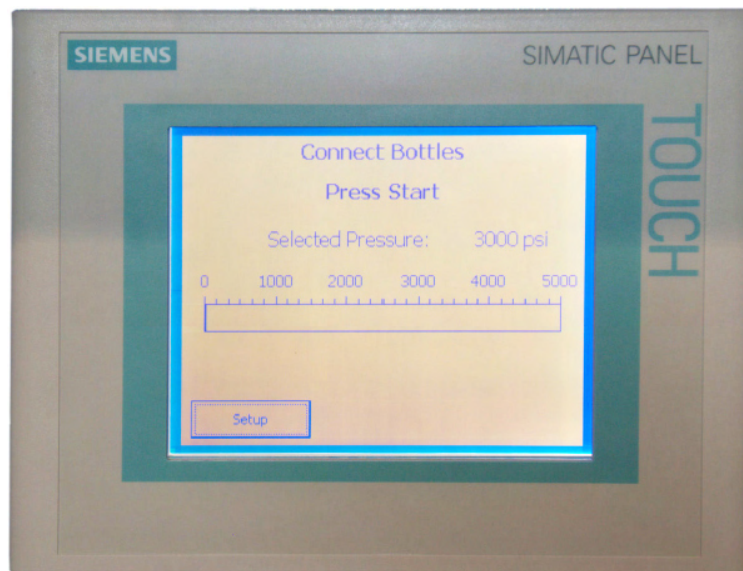 SIEMENS
SIMATIC PANEL
TOUCH
Connect Bottles
Press Start
Selected Pressure: 3000 psi
0 1000 2000 3000 4000 5000
Setup